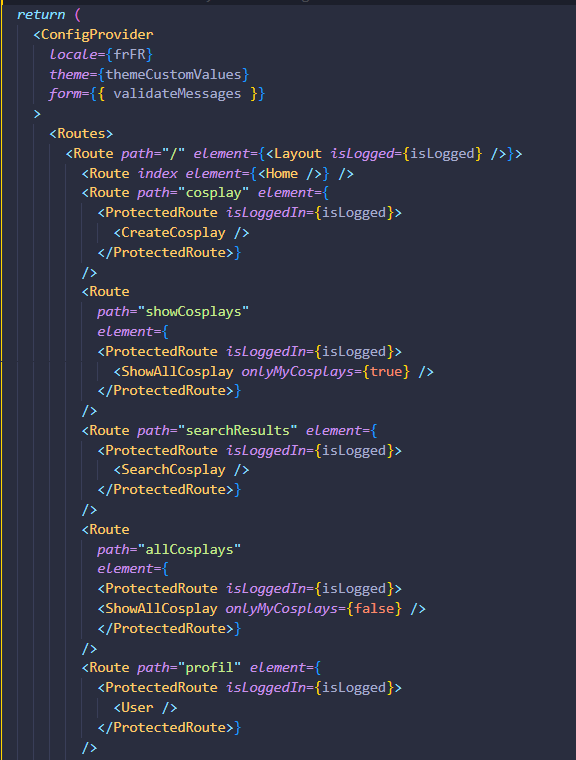 return (
<ConfigProvider
locale={frFR}
theme={themeCustomValues}
form={{ validateMessages }}
>
<Routes>
<Route path="/" element={<Layout isLogged={isLogged} />}>
<Route index element={<Home />} />
<Route path="cosplay" element={
<ProtectedRoute isLoggedIn={isLogged}>
<CreateCosplay />
</ProtectedRoute>}
/>
<Route
path="showCosplays"
element={
<ProtectedRoute isLoggedIn={isLogged}>
<ShowAllCosplay onlyMyCosplays={true} />
</ProtectedRoute>}
/>
<Route path="searchResults" element={
<ProtectedRoute isLoggedIn={isLogged}>
<SearchCosplay />
</ProtectedRoute>}
/>
<Route
path="allCosplays"
element={
<ProtectedRoute isLoggedIn={isLogged}>
<ShowAllCosplay onlyMyCosplays={false} />
</ProtectedRoute>}
/>
<Route path="profil" element={
<ProtectedRoute isLoggedIn={isLogged}>
<User />
</ProtectedRoute>}
/>